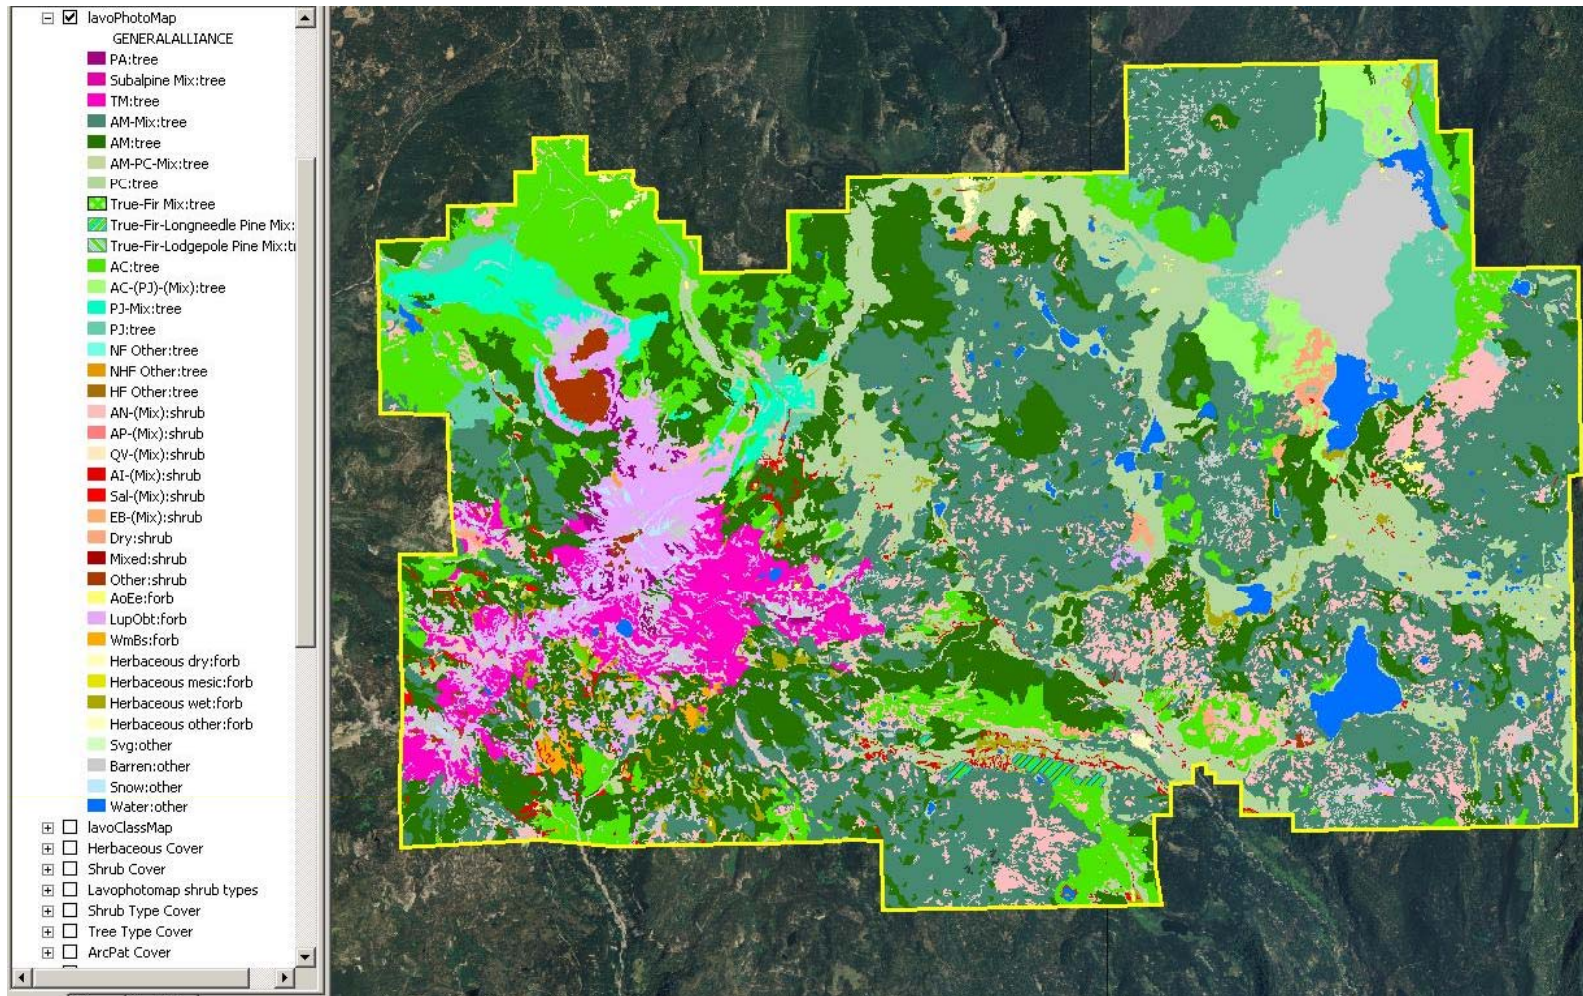 lavoPhotoMap
GENERALALLIANCE
PA:tree
Subalpine Mix:tree
TM:tree
AM-Mix:tree
AM:tree
AM-PC-Mix:tree
PC:tree
True-Fir Mix:tree
True-Fir-Longneedle Pine Mix:
True-Fir-Lodgepole Pine Mix:t
AC:tree
AC-(PJ)-(Mix):tree
PJ-Mix:tree
PJ:tree
NF Other:tree
NHF Other:tree
HF Other:tree
AN-(Mix):shrub
AP-(Mix):shrub
QV-(Mix):shrub
AI-(Mix):shrub
Sal-(Mix):shrub
EB-(Mix):shrub
Dry:shrub
Mixed:shrub
Other:shrub
AoEe:forb
LupObt:forb
WmBs:forb
Herbaceous dry:forb
Herbaceous mesic:forb
Herbaceous wet:forb
Herbaceous other:forb
Svg:other
Barren:other
Snow:other
Water:other
lavoClassMap
Herbaceous Cover
Shrub Cover
Lavophotomap shrub types
Shrub Type Cover
Tree Type Cover
ArcPat Cover